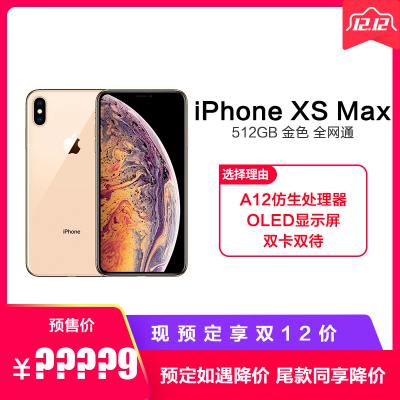 12.12
iPhone XS Max
512GB 金色 全网通
选择理由
A12仿生处理器
OLED显示屏
双卡双待
iPhone
预售价
¥?????9
现预定享双12价
预定如遇降价 尾款同享降价